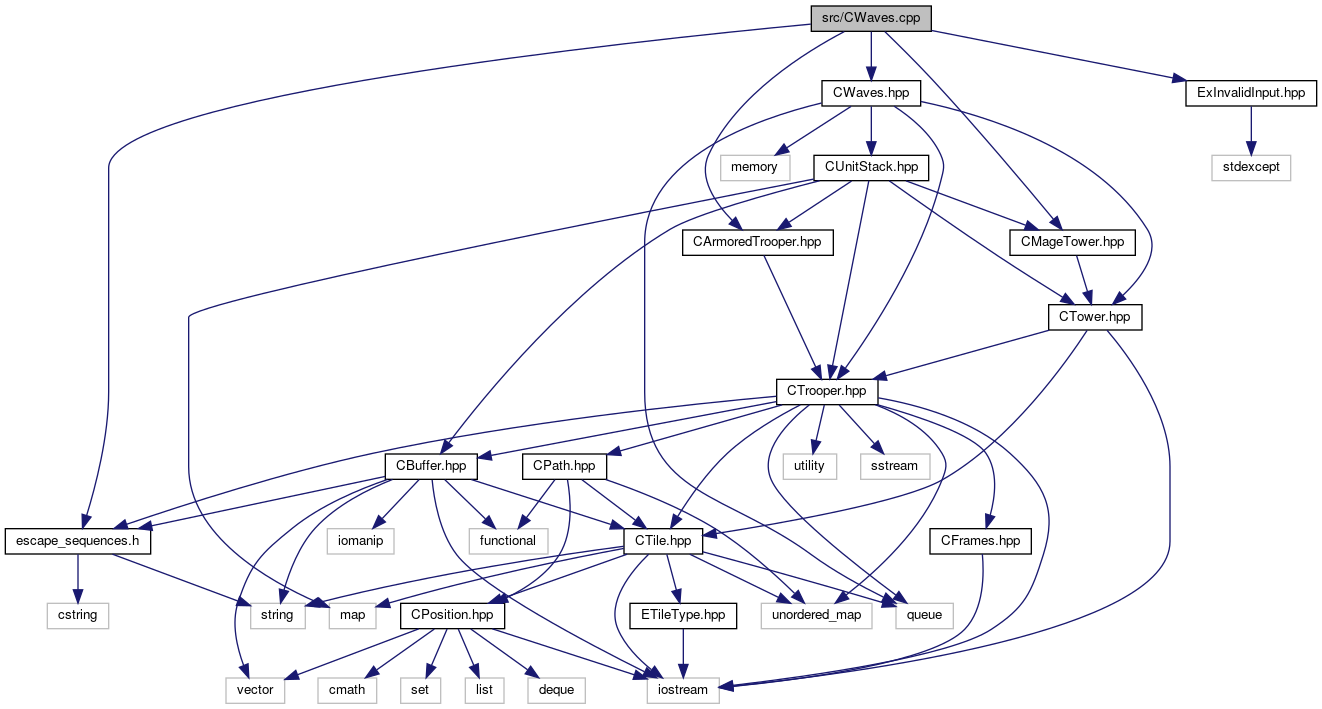 src/CWaves.cpp
CWaves.hpp
ExInvalidInput.hpp
memory
CUnitStack.hpp
stdexcept
CArmoredTrooper.hpp
CMageTower.hpp
CTower.hpp
CTrooper.hpp
CBuffer.hpp
CPath.hpp
utility
sstream
escape_sequences.h
iomanip
functional
CTile.hpp
CFrames.hpp
cstring
string
map
CPosition.hpp
ETileType.hpp
unordered_map
queue
vector
cmath
set
list
deque
iostream